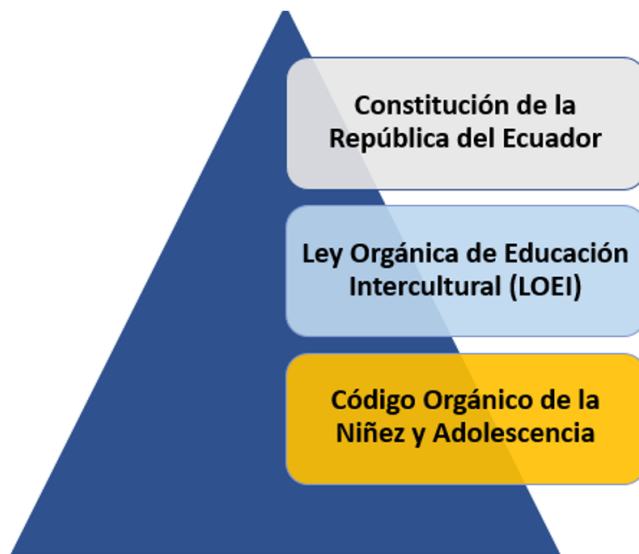 Constitución de la
República del Ecuador
Ley Orgánica de Educación
Intercultural (LOEI)
Código Orgánico de la
Niñez y Adolescencia